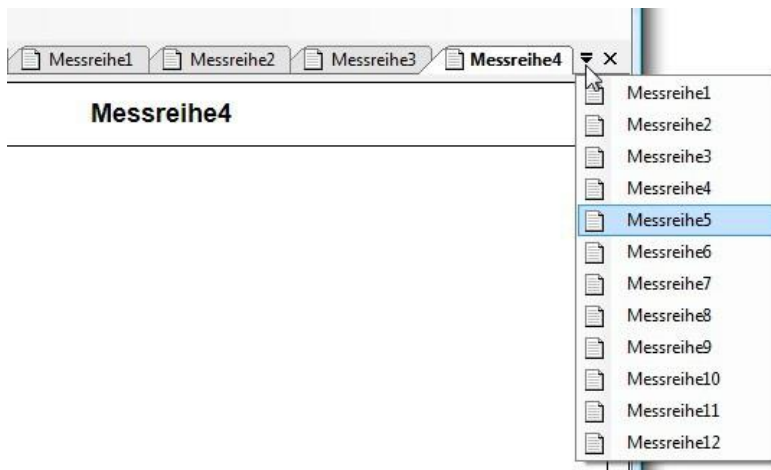 Messreihe1 Messreihe2 Messreihe3 Messreihe4
Messreihe4
Messreihe1
Messreihe2
Messreihe3
Messreihe4
Messreihe5
Messreihe6
Messreihe7
Messreihe8
Messreihe9
Messreihe10
Messreihe11
Messreihe12